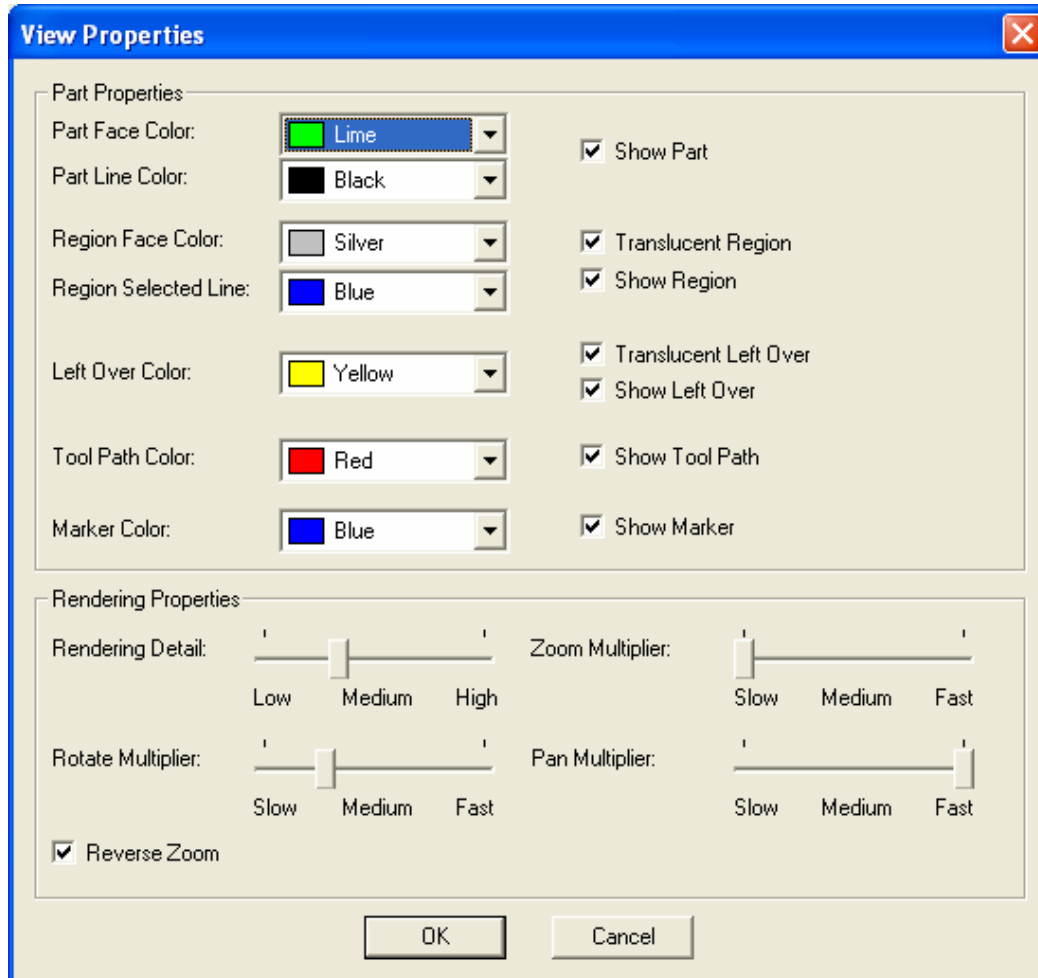 View Properties
Part Properties
Part Face Color: Lime Show Part
Part Line Color: Black
Region Face Color: Silver Translucent Region
Region Selected Line: Blue Show Region
Left Over Color: Yellow Translucent Left Over
Show Left Over
Tool Path Color: Red Show Tool Path
Marker Color: Blue Show Marker
Rendering Properties
Rendering Detail: Zoom Multiplier:
Low Medium High Slow Medium Fast
Rotate Multiplier: Pan Multiplier:
Slow Medium Fast Slow Medium Fast
Reverse Zoom
OK Cancel